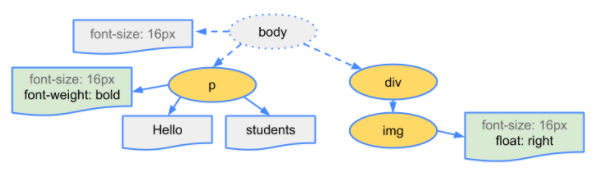 font-size: 16px
body
font-size: 16px
font-weight: bold
p
div
Hello
students
img
font-size: 16px
float: right